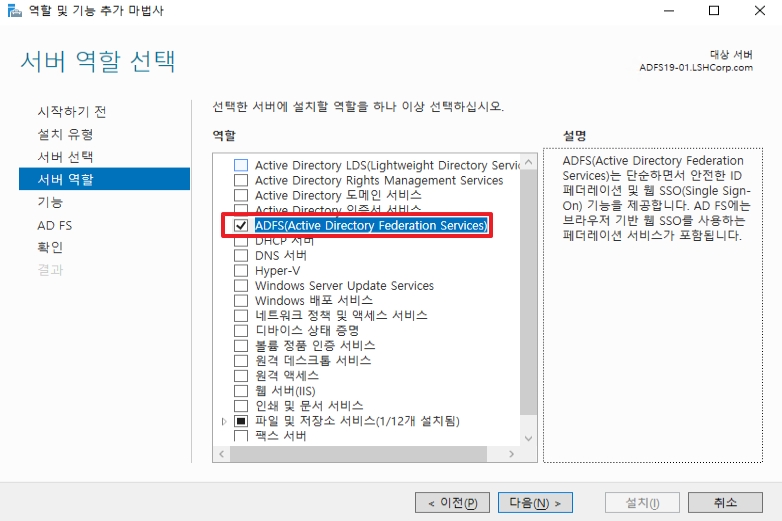 역할 및 기능 추가 마법사
서버 역할 선택
대상 서버
ADFS19-01.LSHCorp.com
시작하기 전
설치 유형
서버 선택
서버 역할
기능
AD FS
확인
결과
선택한 서버에 설치할 역할을 하나 이상 선택하십시오.
역할
Active Directory LDS(Lightweight Directory Servic
Active Directory Rights Management Services
Active Directory 도메인 서비스
Active Directory 인증서 서비스
ADFS(Active Directory Federation Services)
DHCP 서버
DNS 서버
Hyper-V
Windows Server Update Services
Windows 배포 서비스
네트워크 정책 및 액세스 서비스
디바이스 상태 증명
볼륨 정품 인증 서비스
원격 데스크톱 서비스
원격 액세스
웹 서버(IIS)
인쇄 및 문서 서비스
파일 및 저장소 서비스(1/12개 설치됨)
팩스 서버
설명
ADFS(Active Directory Federation
Services)는 단순하면서 안전한 ID
페더레이션 및 웹 SSO(Single Sign-
On) 기능을 제공합니다. AD FS에는
브라우저 기반 웹 SSO를 사용하는
페더레이션 서비스가 포함됩니다.
< 이전(P)
다음(N) >
설치(I)
취소